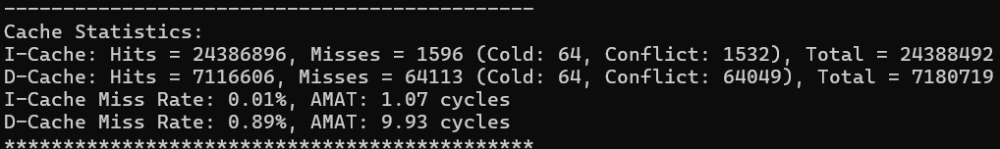 ---------------------------------------------
Cache Statistics:
I-Cache: Hits = 24386896, Misses = 1596 (Cold: 64, Conflict: 1532), Total = 24388492
D-Cache: Hits = 7116606, Misses = 64113 (Cold: 64, Conflict: 64049), Total = 7180719
I-Cache Miss Rate: 0.01%, AMAT: 1.07 cycles
D-Cache Miss Rate: 0.89%, AMAT: 9.93 cycles
*********************************************